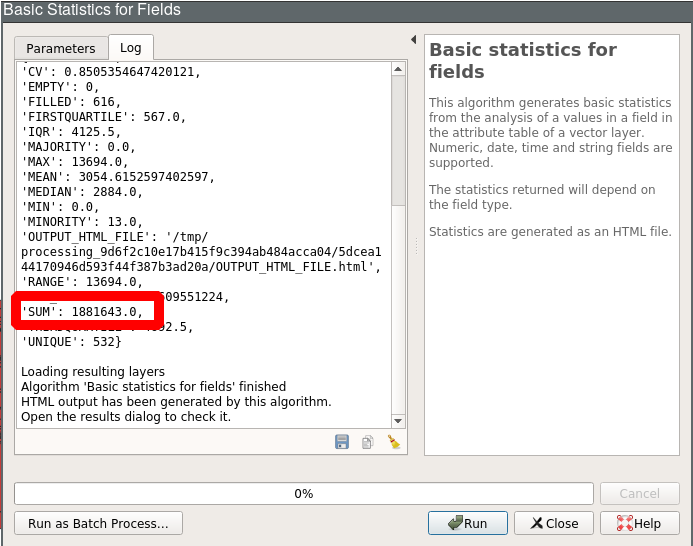 Basic Statistics for Fields
Parameters
Log
'CV': 0.8505354647420121,
'EMPTY': 0,
'FILLED': 616,
'FIRSTQUARTILE': 567.0,
'IQR': 4125.5,
'MAJORITY': 0.0,
'MAX': 13694.0,
'MEAN': 3054.6152597402597,
'MEDIAN': 2884.0,
'MIN': 0.0,
'MINORITY': 13.0,
'OUTPUT_HTML_FILE': '/tmp/
processing_9d6f2c10e17b415f9c394ab484acca04/5dcea1
44170946d593f44f387b3ad20a/OUTPUT_HTML_FILE.html',
'RANGE': 13694.0,
509551224,
'SUM': 1881643.0,
92.5,
'UNIQUE': 532}
Loading resulting layers
Algorithm 'Basic statistics for fields' finished
HTML output has been generated by this algorithm.
Open the results dialog to check it.
Basic statistics for
fields
This algorithm generates basic statistics
from the analysis of a values in a field in
the attribute table of a vector layer.
Numeric, date, time and string fields are
supported.
The statistics returned will depend on
the field type.
Statistics are generated as an HTML file.
0%
Cancel
Run as Batch Process...
Run
Close
Help